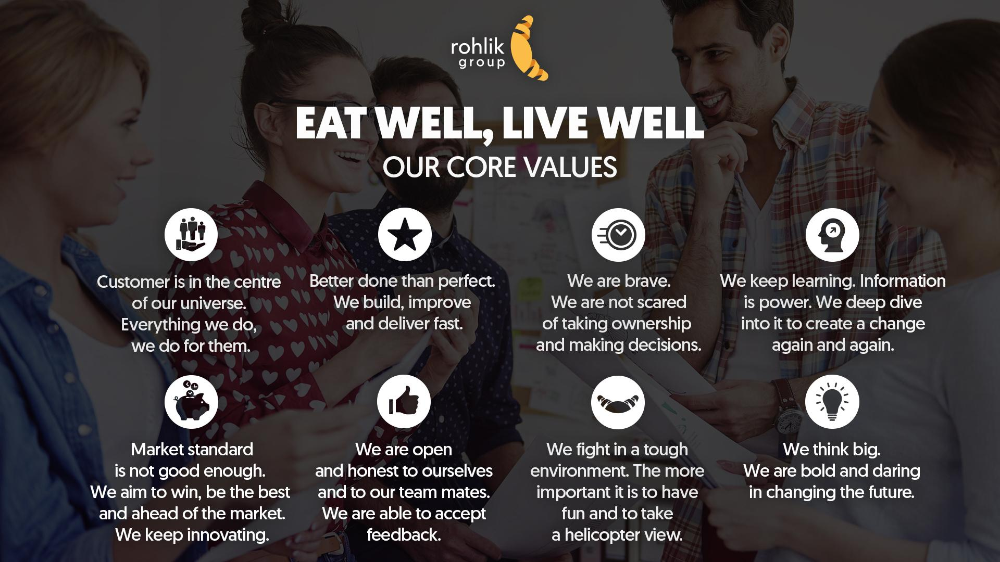 rohlik
group
EAT WELL, LIVE WELL
OUR CORE VALUES
Customer is in the centre
of our universe.
Everything we do,
we do for them.
Better done than perfect.
We build, improve
and deliver fast.
We are brave.
We are not scared
of taking ownership
and making decisions.
We keep learning. Information
is power. We deep dive
into it to create a change
again and again.
Market standard
is not good enough.
We aim to win, be the best
and ahead of the market.
We keep innovating.
We are open
and honest to ourselves
and to our team mates.
We are able to accept
feedback.
We fight in a tough
environment. The more
important it is to have
fun and to take
a helicopter view.
We think big.
We are bold and daring
in changing the future.